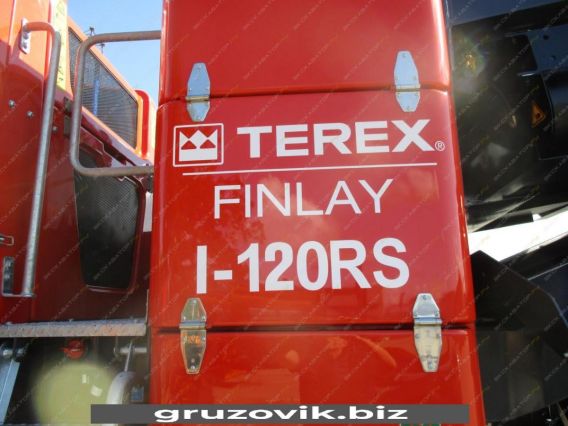 TEREX®
FINLAY
I-120RS
gruzovik.biz